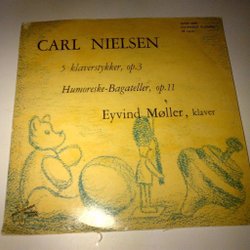 CARL NIELSEN
5 klaverstykker, op.3
Humoreske-Bagateller, op.11
Eyvind Møller, klaver